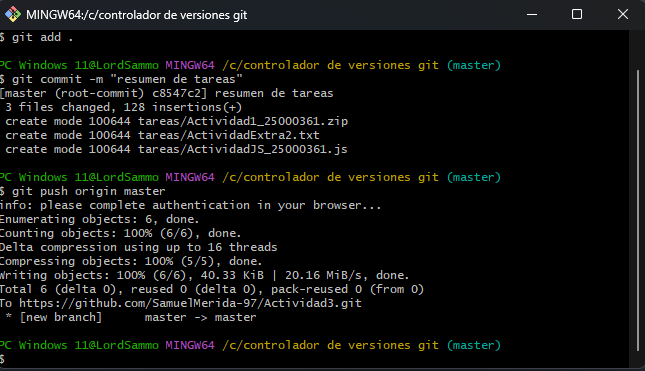 MINGW64:/c/controlador de versiones git
$ git add .
PC Windows 11@LordSammo MINGW64 /c/controlador de versiones git (master)
$ git commit -m "resumen de tareas"
[master (root-commit) c8547c2] resumen de tareas
 3 files changed, 128 insertions(+)
 create mode 100644 tareas/Actividad1_25000361.zip
 create mode 100644 tareas/ActividadExtra2.txt
 create mode 100644 tareas/ActividadJS_25000361.js
PC Windows 11@LordSammo MINGW64 /c/controlador de versiones git (master)
$ git push origin master
info: please complete authentication in your browser...
Enumerating objects: 6, done.
Counting objects: 100% (6/6), done.
Delta compression using up to 16 threads
Compressing objects: 100% (5/5), done.
Writing objects: 100% (6/6), 40.33 KiB | 20.16 MiB/s, done.
Total 6 (delta 0), reused 0 (delta 0), pack-reused 0 (from 0)
To https://github.com/SamuelMerida-97/Actividad3.git
 * [new branch]      master -> master
PC Windows 11@LordSammo MINGW64 /c/controlador de versiones git (master)
$